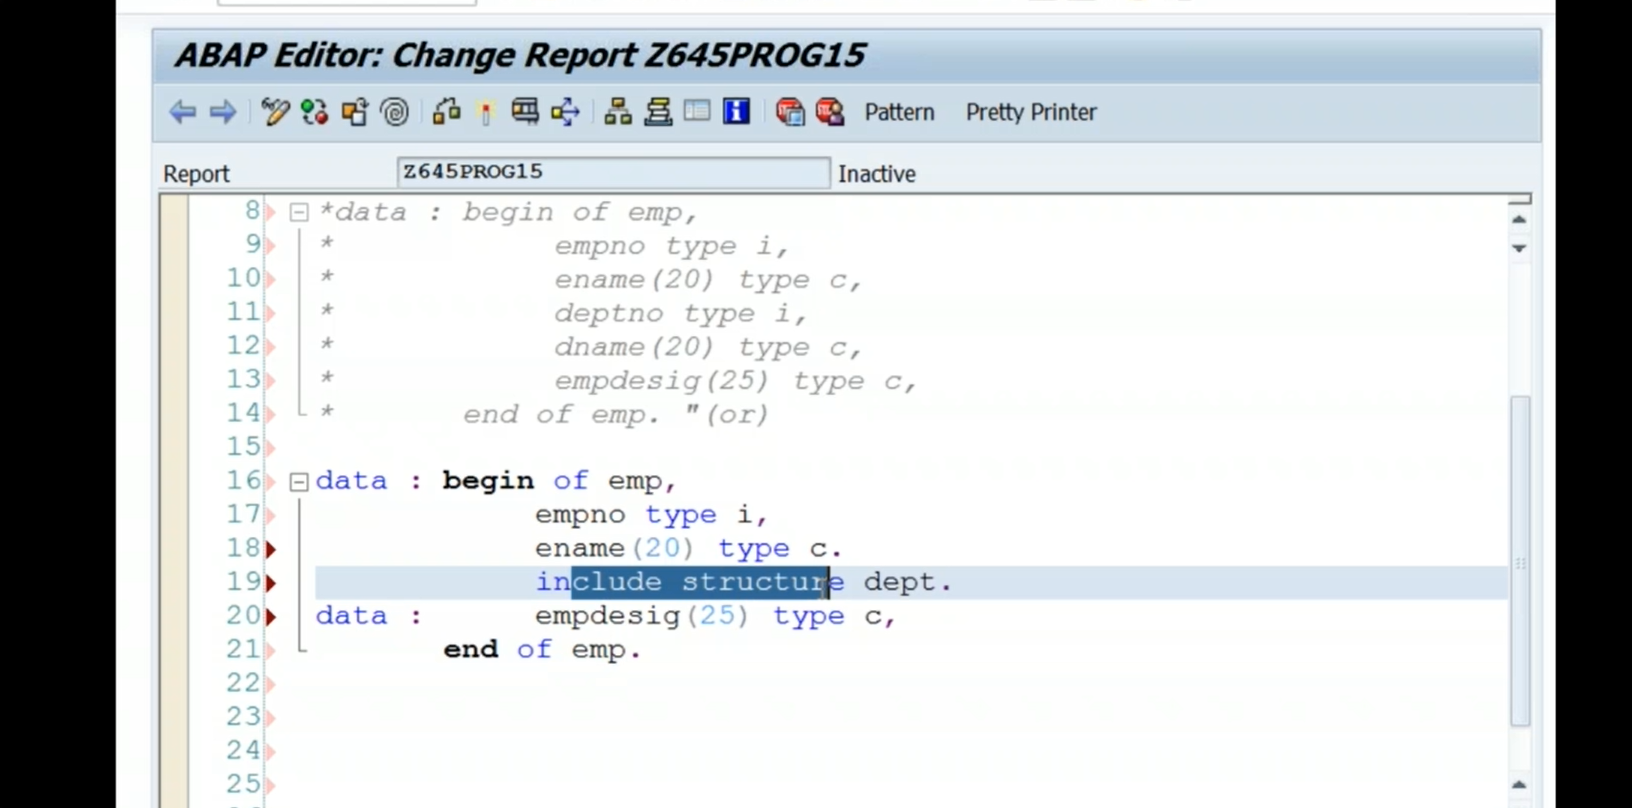 ABAP Editor: Change Report Z645PROG15
Pattern Pretty Printer
Report Z645PROG15 Inactive
8 *data : begin of emp,
9 * empno type i,
10 * ename(20) type c,
11 * deptno type i,
12 * dname(20) type c,
13 * empdesig(25) type c,
14 * end of emp. "(or)
15
16 data : begin of emp,
17 empno type i,
18 ename(20) type c.
19 include structure dept.
20 data : empdesig(25) type c,
21 end of emp.
22
23
24
25